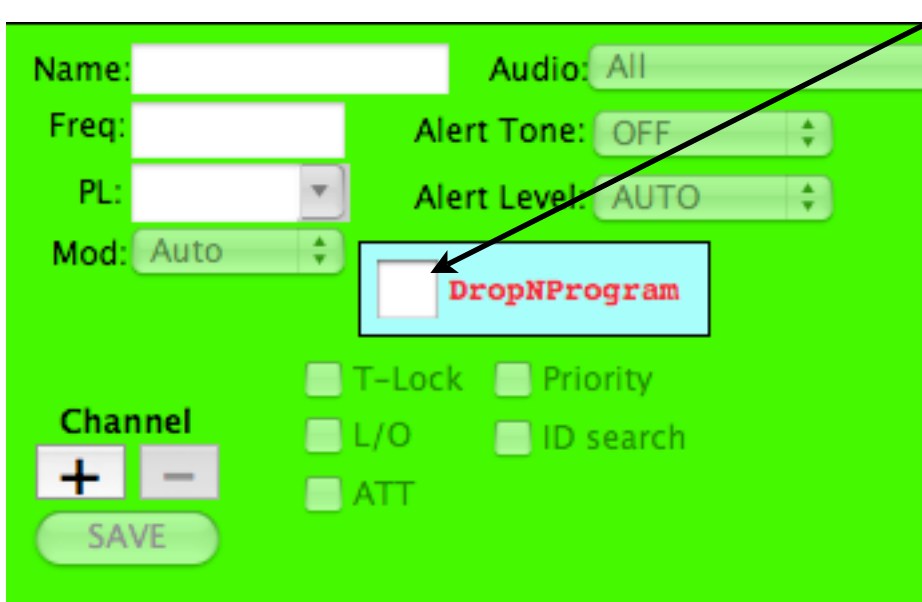 Name: Audio: All
Freq: Alert Tone: OFF
PL: Alert Level: AUTO
Mod: Auto
DropNProgram
T-Lock Priority
Channel L/O ID search
+ - ATT
SAVE